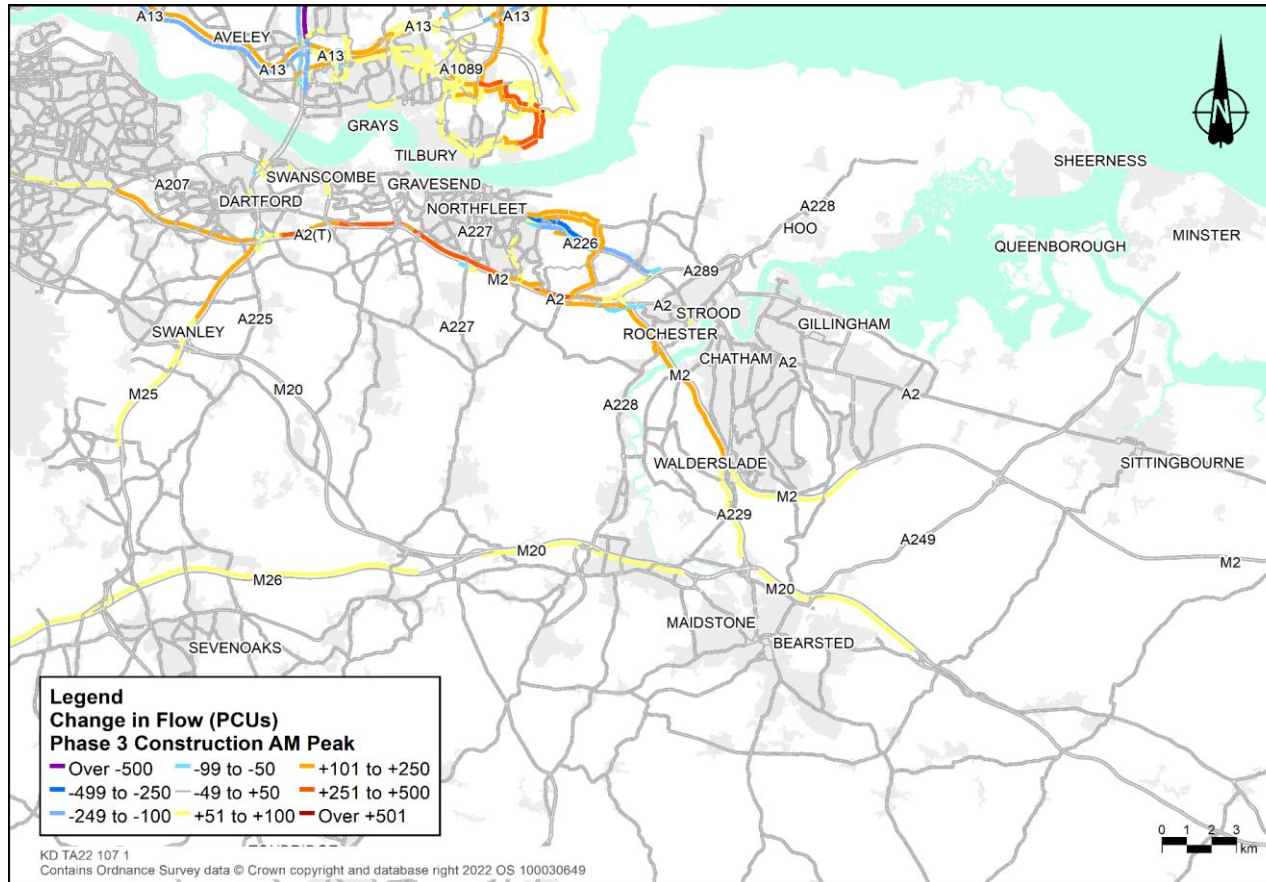 A13
A13
AVELEY
A13
A13
A13
A1089
GRAYS
TILBURY
N
SHEERNESS
SWANSCOMBE
A207
GRAVESEND
DARTFORD
NORTHFLEET
A228
HOO
A2(T)
A227
A226
QUEENBOROUGH
MINSTER
M2
A289
A2
A2
STROOD
SWANLEY
A225
A227
ROCHESTER
GILLINGHAM
CHATHAM
A2
M25
M20
M2
A228
A2
WALDERSLADE
SITTINGBOURNE
M2
A229
A249
M20
M26
M2
M20
MAIDSTONE
BEARSTED
SEVENOAKS
Legend
Change in Flow (PCUs)
Phase 3 Construction AM Peak
Over -500 -99 to -50 +101 to +250
-499 to -250 -49 to +50 +251 to +500
-249 to -100 +51 to +100 Over +501
0 1 2 3
km
KD TA22 107 1
Contains Ordnance Survey data © Crown copyright and database right 2022 OS 100030649